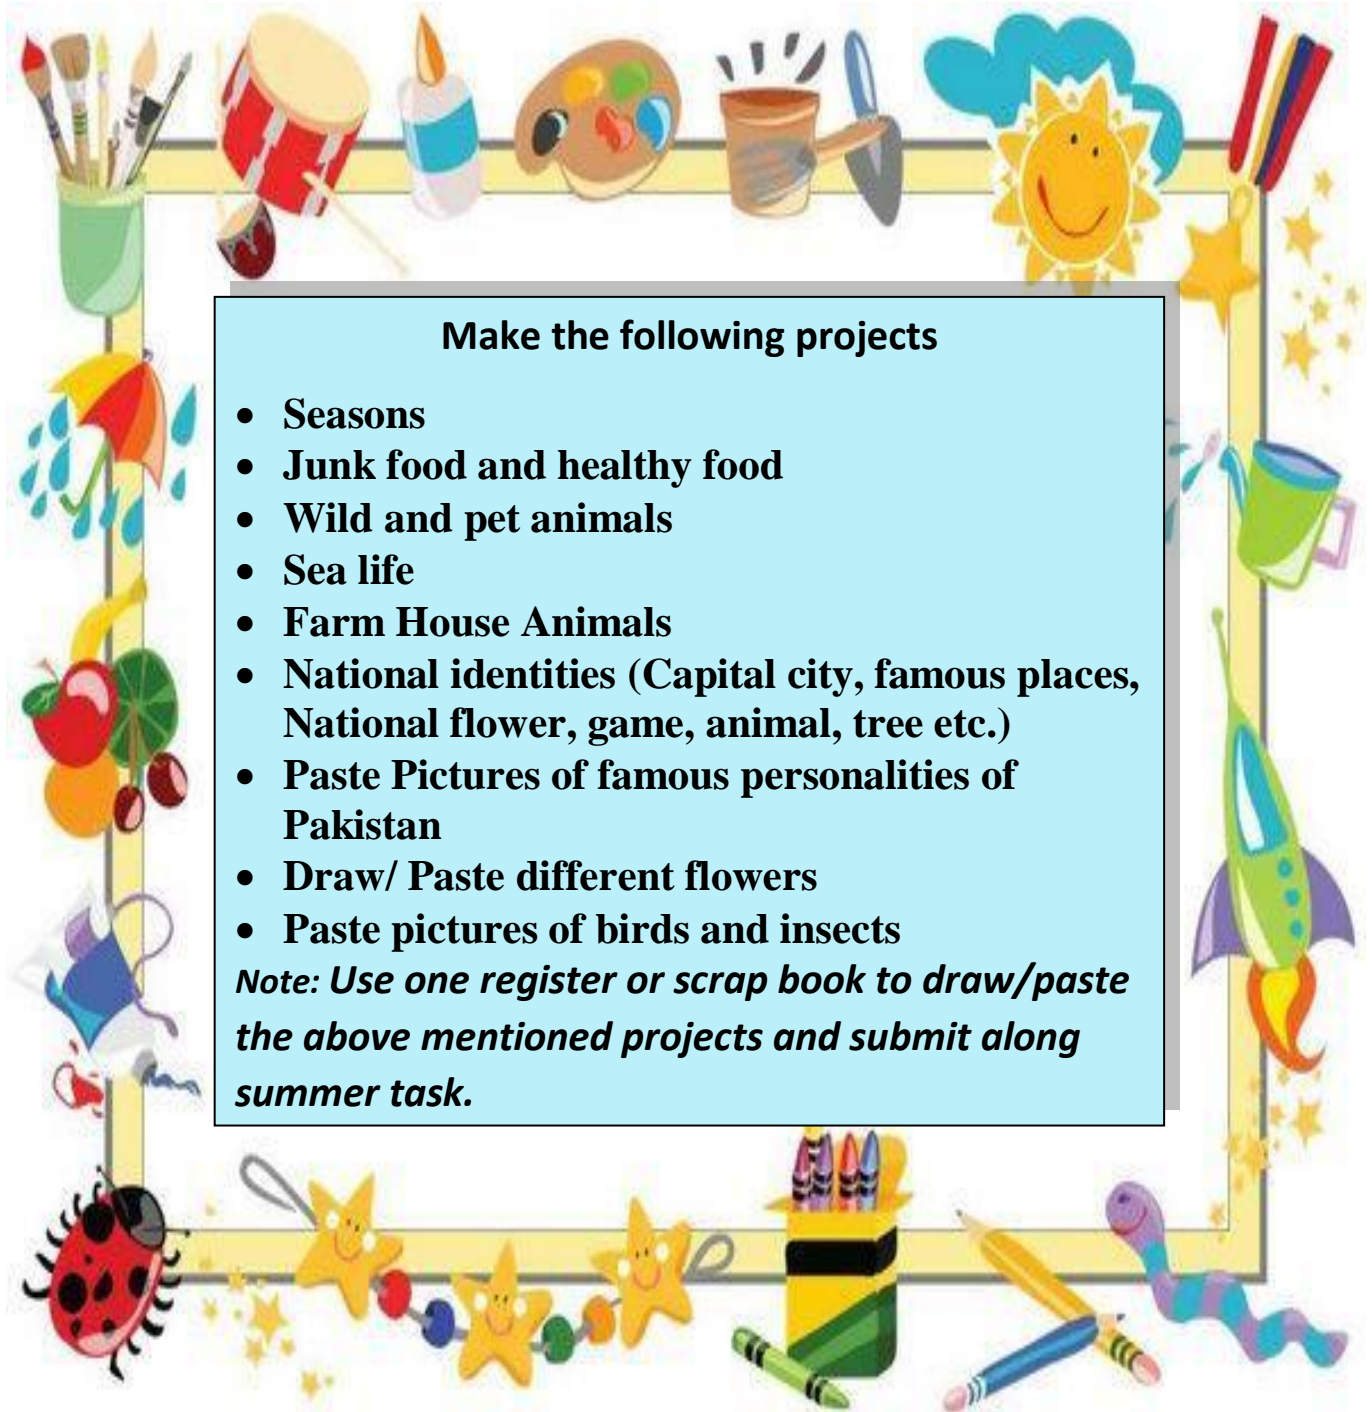 Make the following projects
• Seasons
• Junk food and healthy food
• Wild and pet animals
• Sea life
• Farm House Animals
• National identities (Capital city, famous places,
National flower, game, animal, tree etc.)
• Paste Pictures of famous personalities of
Pakistan
• Draw/ Paste different flowers
• Paste pictures of birds and insects
Note: Use one register or scrap book to draw/paste
the above mentioned projects and submit along
summer task.